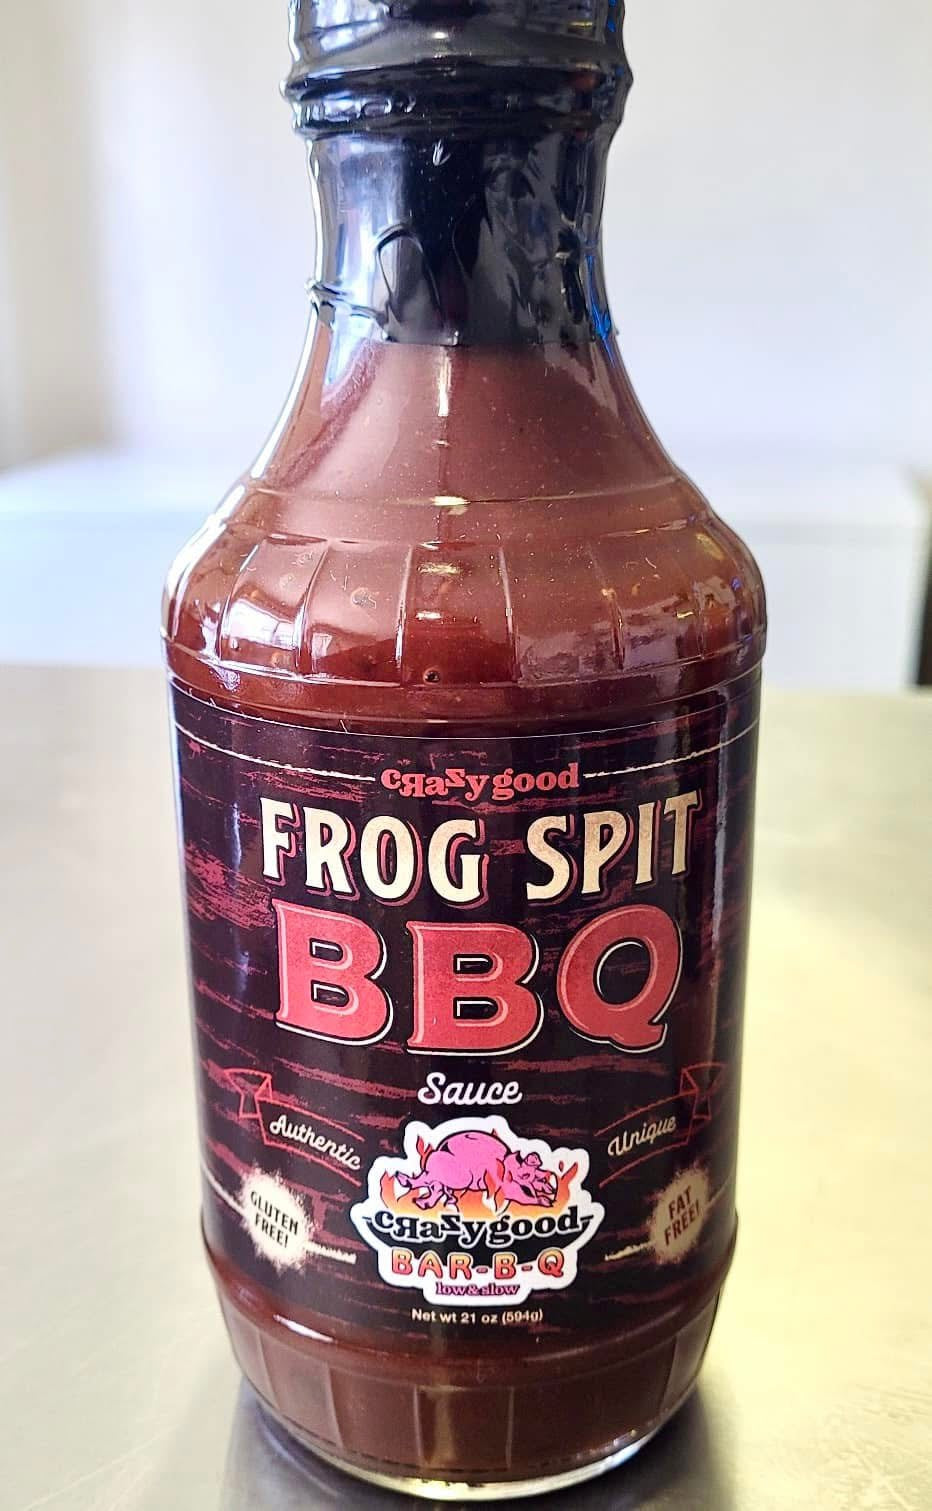 crazy good
FROG SPIT
BBQ
Sauce
Authentic
Unique
GLUTEN
FREE!
FAT
FREE!
crazy good
BAR-B-Q
low & slow
Net wt 21 oz (594g)